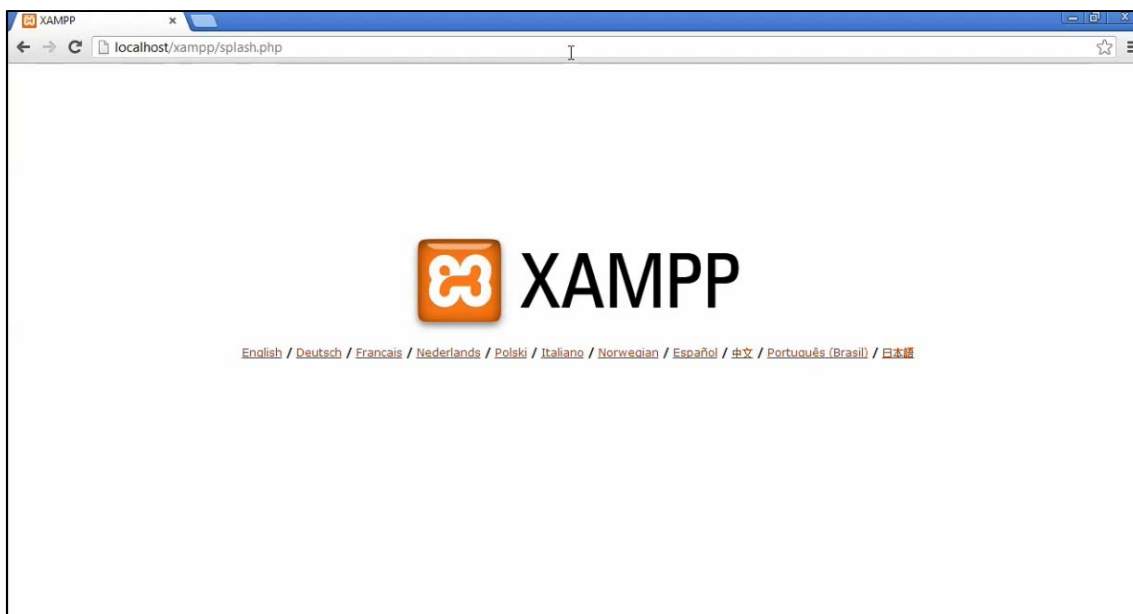 XAMPP
localhost/xampp/splash.php
XAMPP
English / Deutsch / Francais / Nederlands / Polski / Italiano / Norwegian / Español / 中文 / Português (Brasil) / 日本語